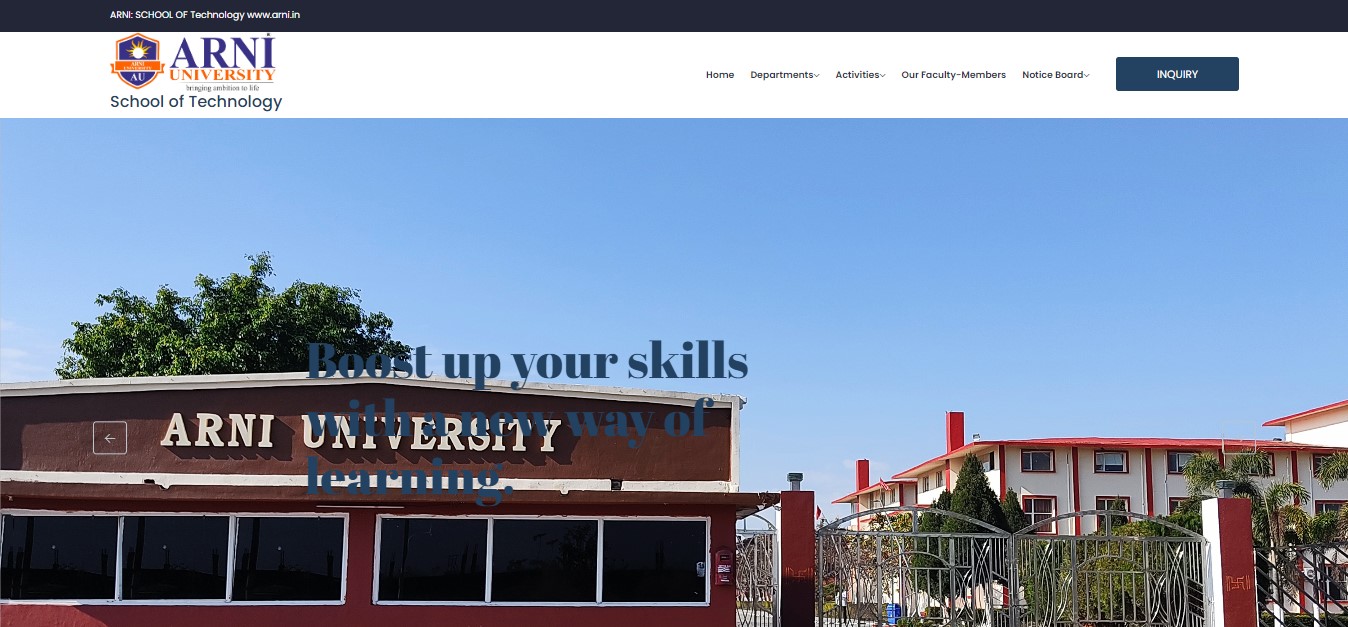 ARNI: SCHOOL OF Technology www.arni.in
ARNI
UNIVERSITY
ARNI
UNIVERSITY
AU
bringing ambition to life
School of Technology
Home
Departments
Activities
Our Faculty-Members
Notice Board
INQUIRY
Boost up your skills
with a new way of
learning.
ARNI UNIVERSITY